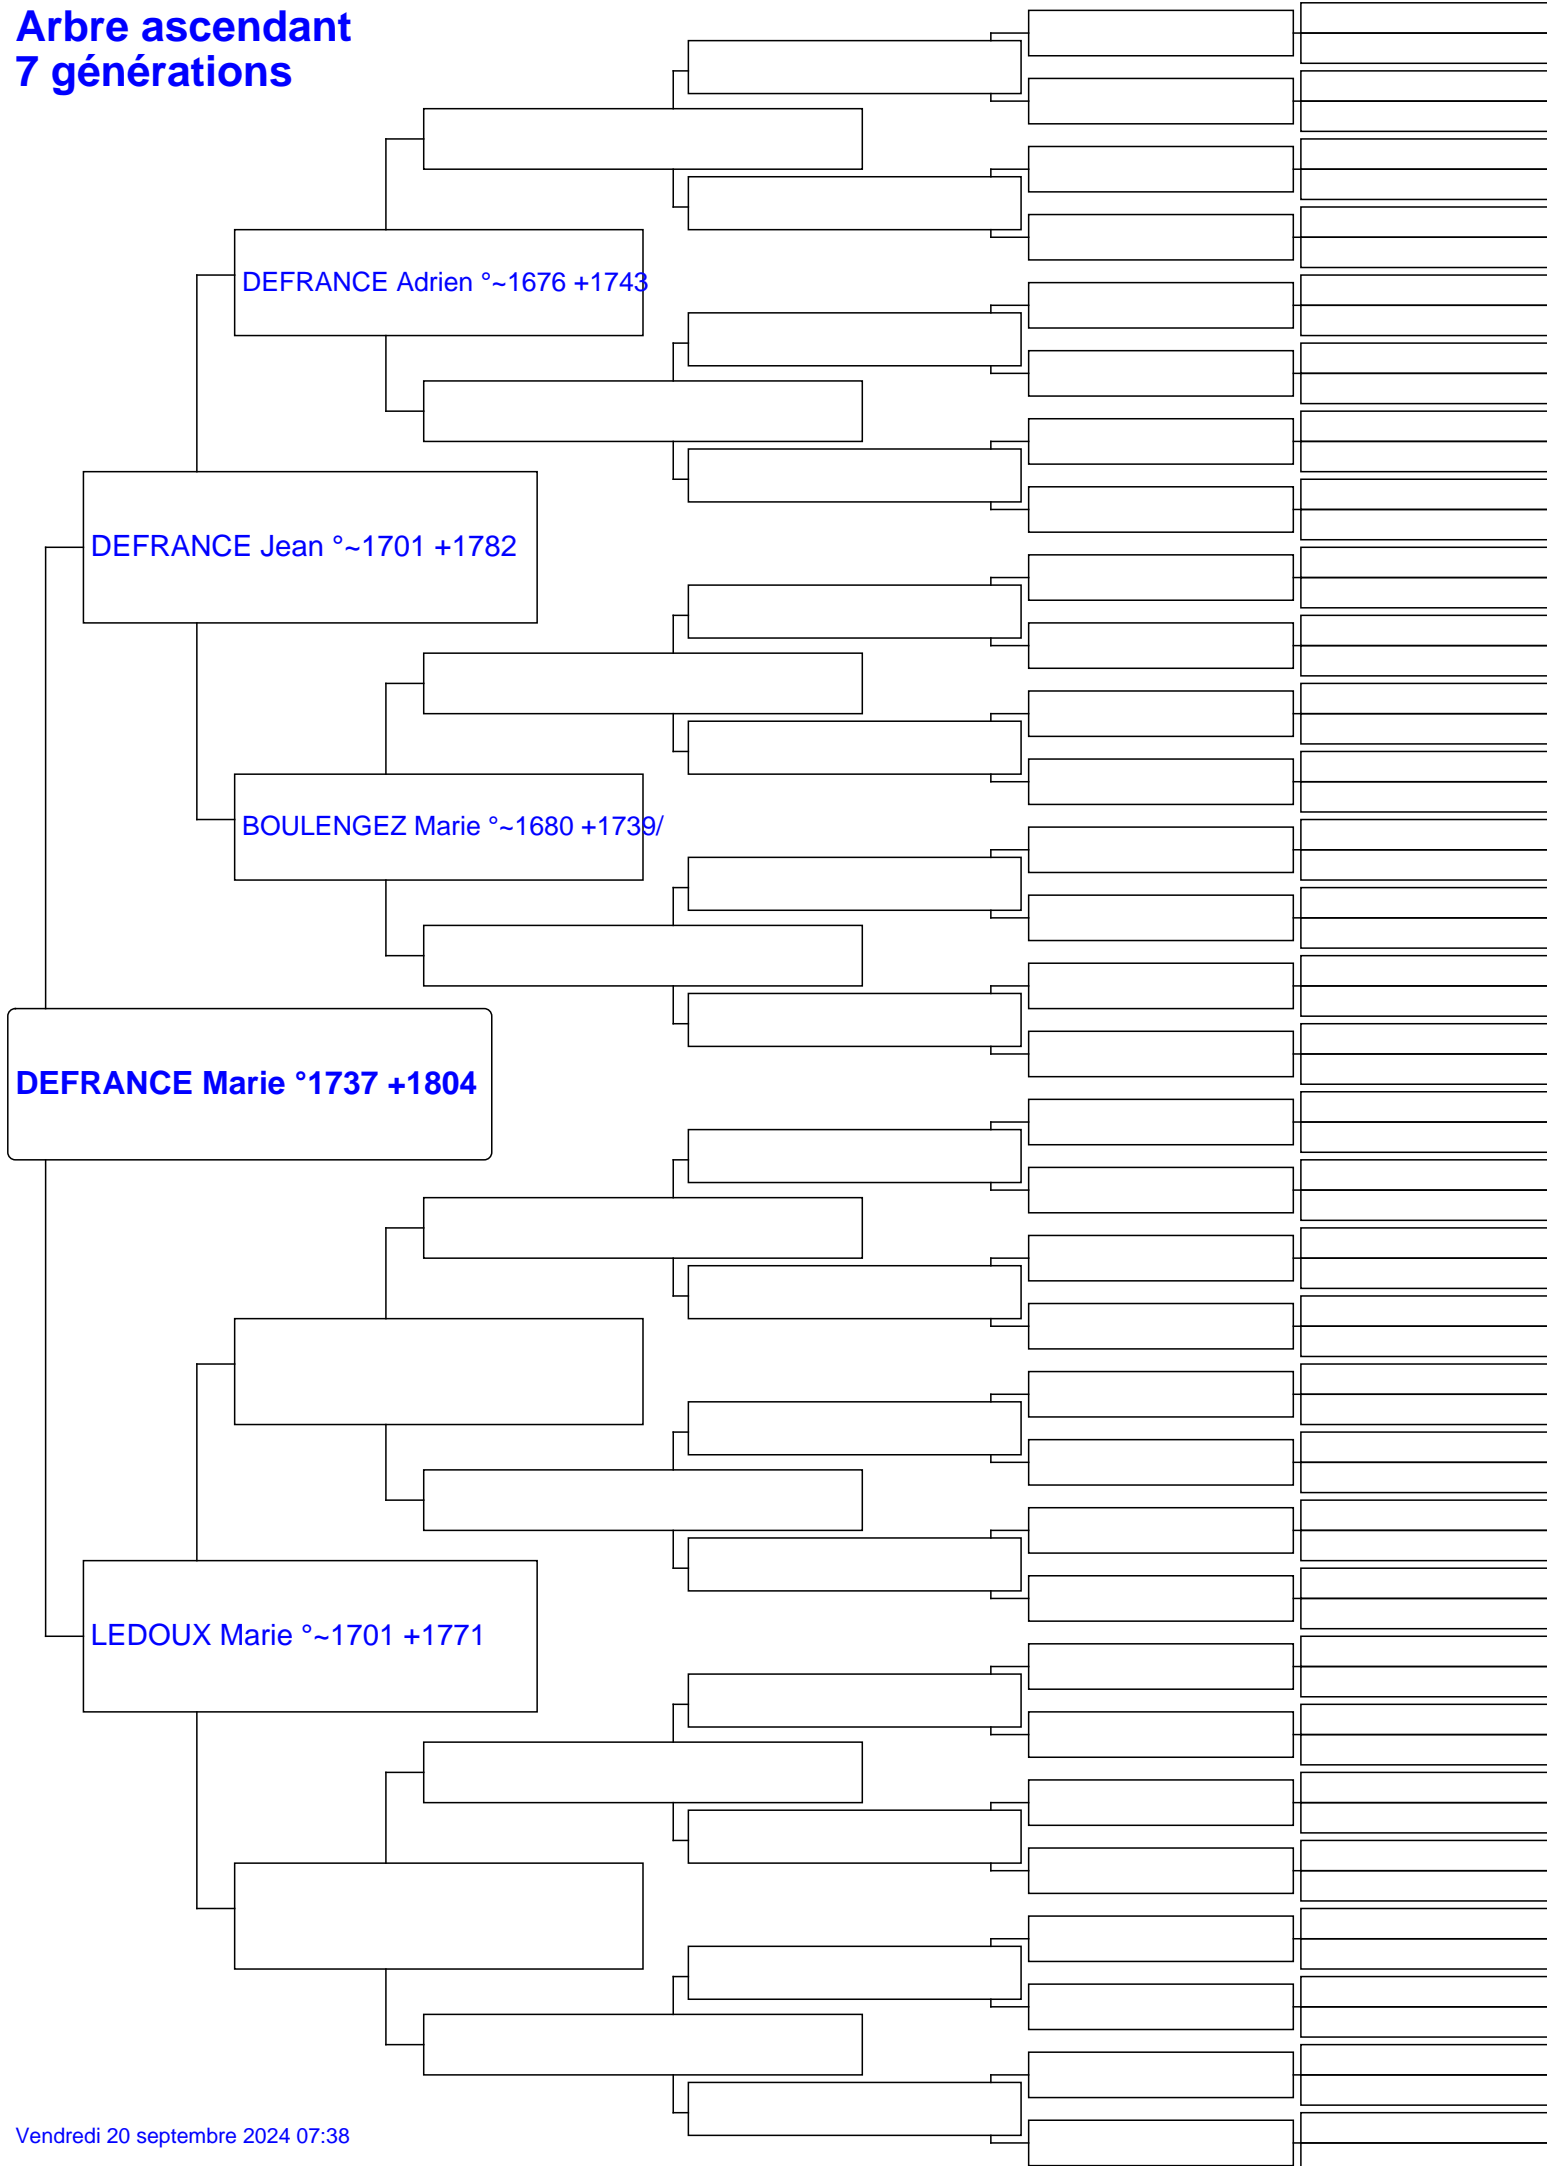 Arbre ascendant
7 générations
DEFRANCE Adrien °~1676 +1743
DEFRANCE Jean °~1701 +1782
BOULENGEZ Marie °~1680 +1739/
DEFRANCE Marie °1737 +1804
LEDOUX Marie °~1701 +1771
Vendredi 20 septembre 2024 07:38